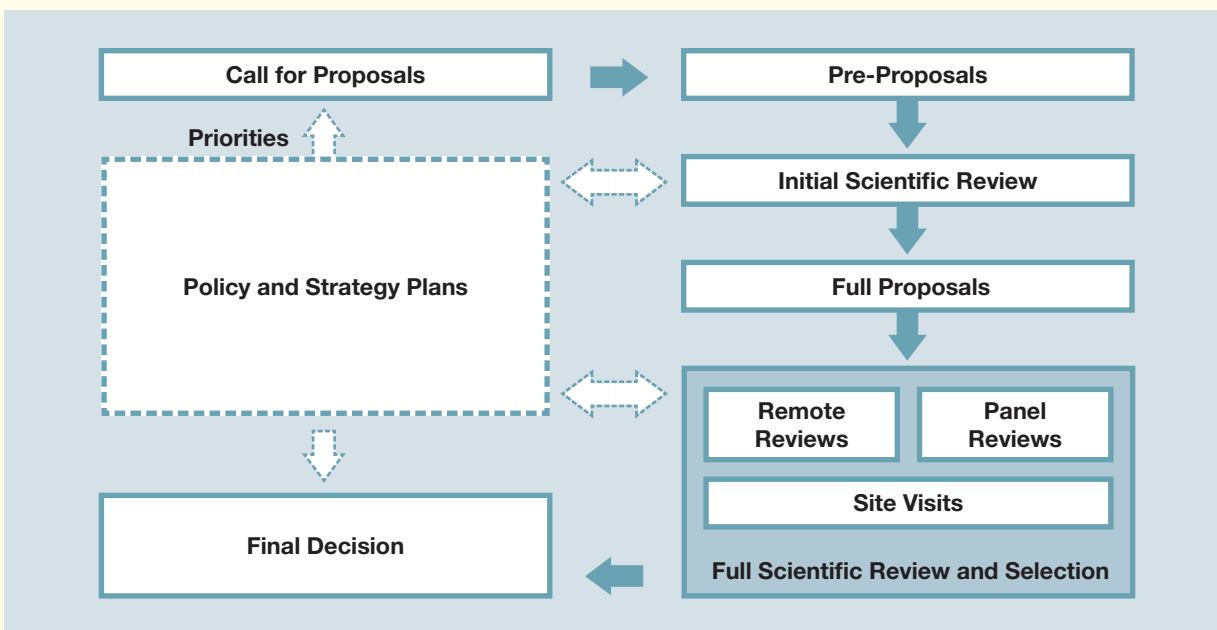 Call for Proposals
Pre-Proposals
Priorities
Initial Scientific Review
Policy and Strategy Plans
Full Proposals
Remote
Reviews
Panel
Reviews
Site Visits
Final Decision
Full Scientific Review and Selection